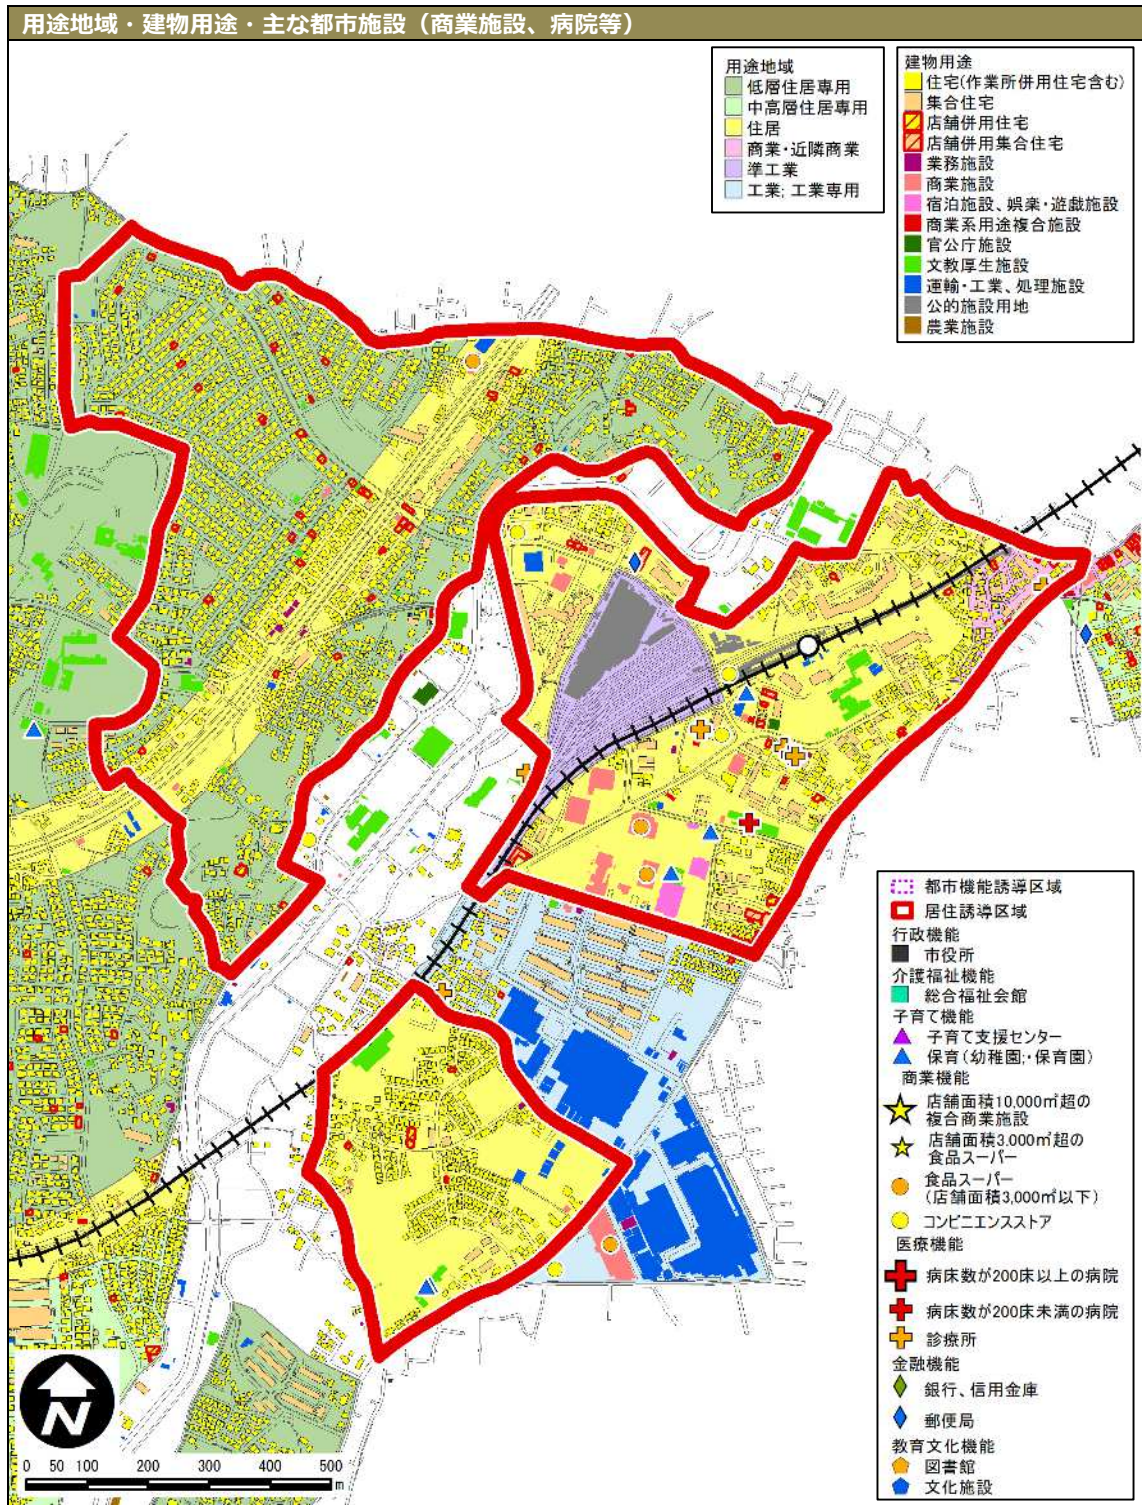 用途地域・建物用途・主な都市施設（商業施設、病院等）
用途地域
低層住居専用
中高層住居専用
住居
商業・近隣商業
準工業
工業; 工業専用
建物用途
住宅(作業所併用住宅含む)
集合住宅
店舗併用住宅
店舗併用集合住宅
業務施設
商業施設
宿泊施設、娯楽・遊戯施設
商業系用途複合施設
官公庁施設
文教厚生施設
運輸・工業、処理施設
公的施設用地
農業施設
都市機能誘導区域
居住誘導区域
行政機能
市役所
介護福祉機能
総合福祉会館
子育て機能
子育て支援センター
保育(幼稚園;・保育園)
商業機能
店舗面積10,000㎡超の
複合商業施設
店舗面積3,000㎡超の
食品スーパー
食品スーパー
(店舗面積3,000㎡以下)
コンビニエンスストア
医療機能
病床数が200床以上の病院
病床数が200床未満の病院
診療所
金融機能
銀行、信用金庫
郵便局
教育文化機能
図書館
文化施設
N
0 50 100 200 300 400 500
m